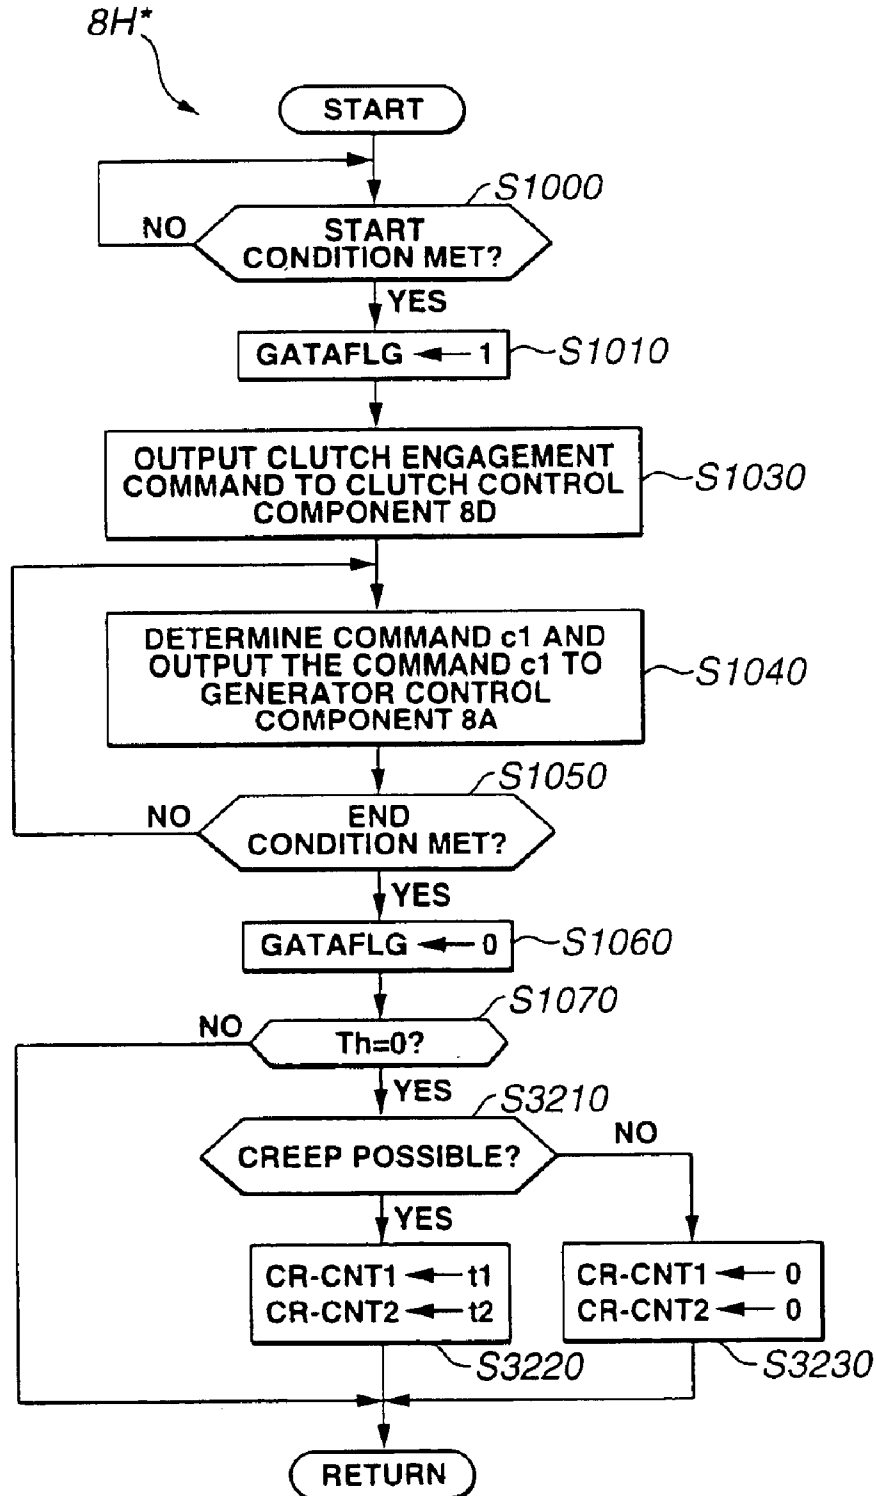 8H*
START
S1000
NO
START
CONDITION MET?
YES
GATAFLG ← 1
S1010
OUTPUT CLUTCH ENGAGEMENT
COMMAND TO CLUTCH CONTROL
COMPONENT 8D
S1030
DETERMINE COMMAND c1 AND
OUTPUT THE COMMAND c1 TO
GENERATOR CONTROL
COMPONENT 8A
S1040
S1050
NO
END
CONDITION MET?
YES
GATAFLG ← 0
S1060
S1070
NO
Th=0?
YES
S3210
NO
CREEP POSSIBLE?
YES
CR-CNT1 ← t1
CR-CNT2 ← t2
CR-CNT1 ← 0
CR-CNT2 ← 0
S3220
S3230
RETURN